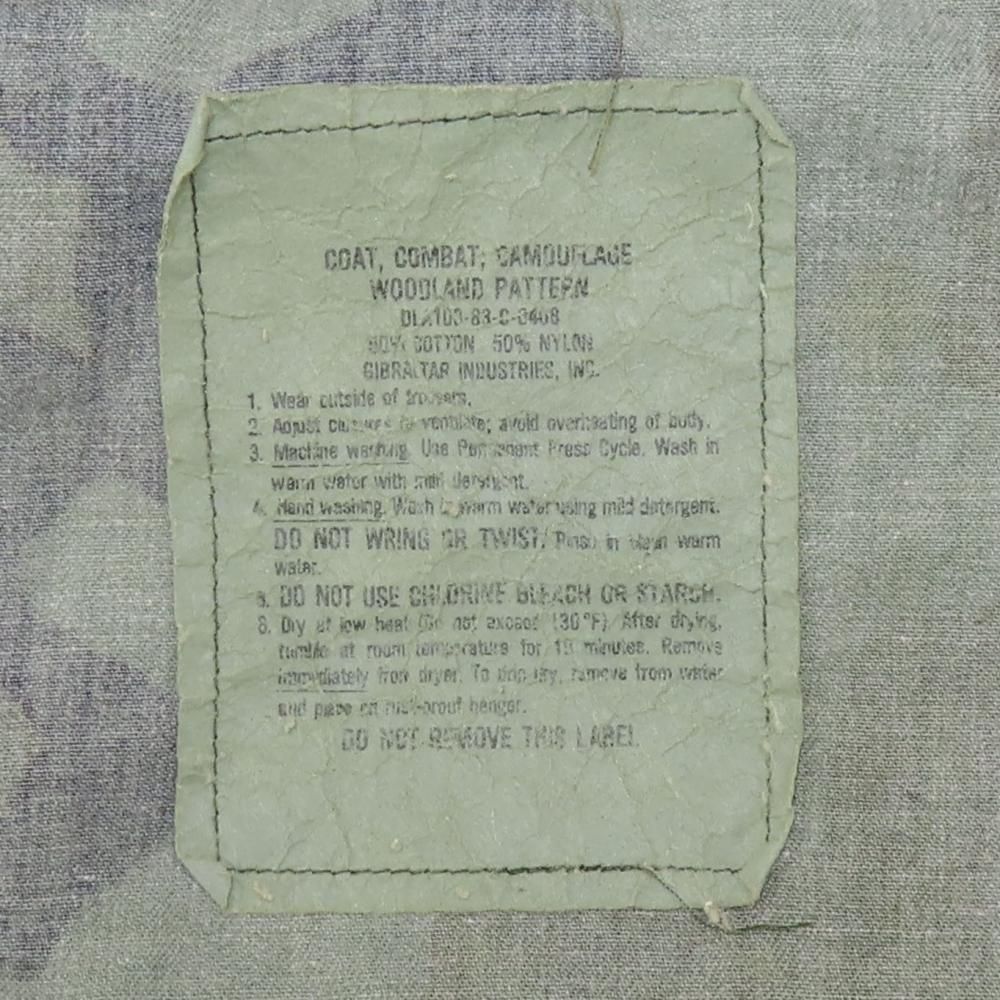 COAT, COMBAT; CAMOUFLAGE
WOODLAND PATTERN
DLA100-83-C-0408
50% COTTON 50% NYLON
GIBRALTAR INDUSTRIES, INC.
1. Wear outside of trousers.
2. Adjust closures to ventilate; avoid overheating of body.
3. Machine washing. Use Permanent Press Cycle. Wash in
warm water with mild detergent.
4. Hand washing. Wash in warm water using mild detergent.
DO NOT WRING OR TWIST. Rinse in clean warm
water.
5. DO NOT USE CHLORINE BLEACH OR STARCH.
6. Dry at low heat (Do not exceed 130°F). After drying,
tumble at room temperature for 10 minutes. Remove
immediately from dryer. To drip dry, remove from water
and place on rust-proof hanger.
DO NOT REMOVE THIS LABEL